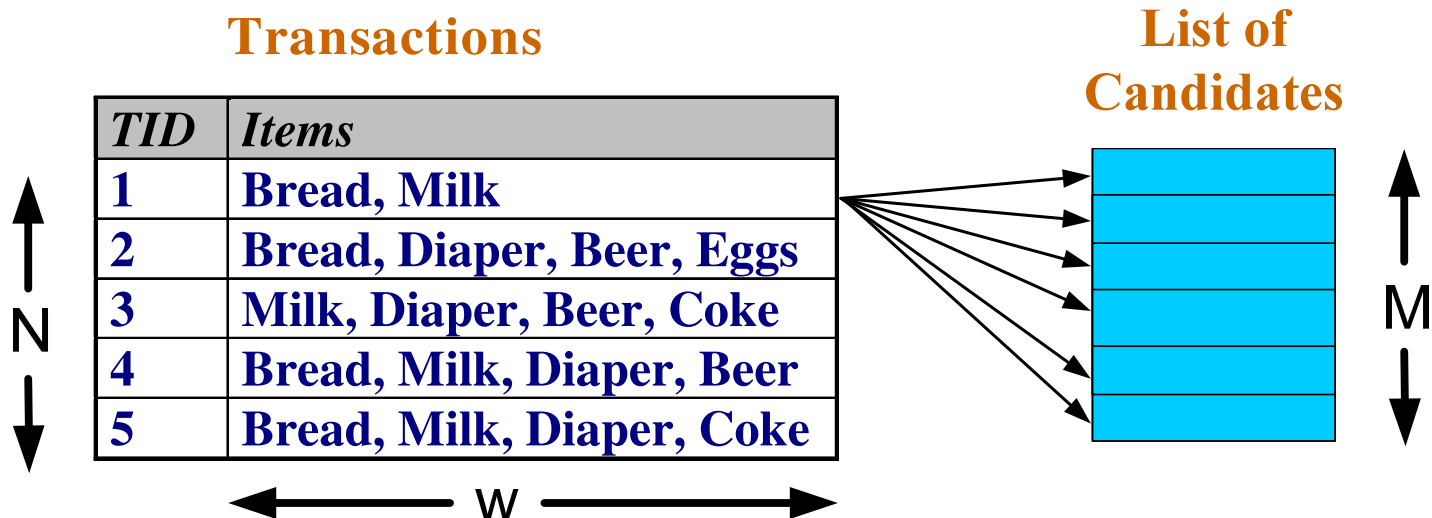 Transactions
List of
Candidates
TID Items
1 Bread, Milk
2 Bread, Diaper, Beer, Eggs
3 Milk, Diaper, Beer, Coke
4 Bread, Milk, Diaper, Beer
5 Bread, Milk, Diaper, Coke
N
M
w